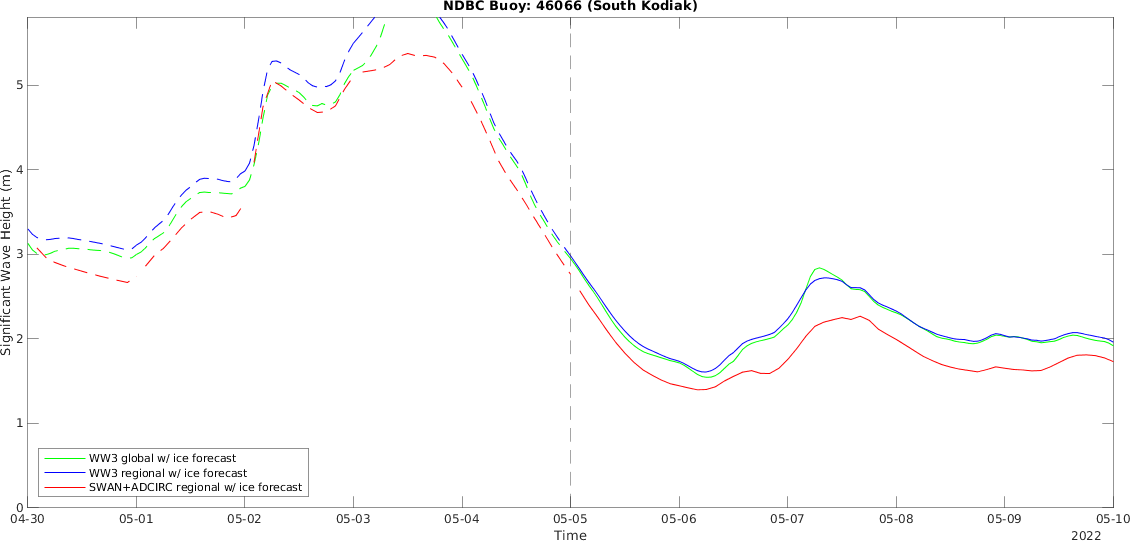 NDBC Buoy: 46066 (South Kodiak)
Significant Wave Height (m)
5
4
3
2
1
0
WW3 global w/ ice forecast
WW3 regional w/ ice forecast
SWAN+ADCIRC regional w/ ice forecast
04-30 05-01 05-02 05-03 05-04 05-05 05-06 05-07 05-08 05-09 05-10
Time
2022